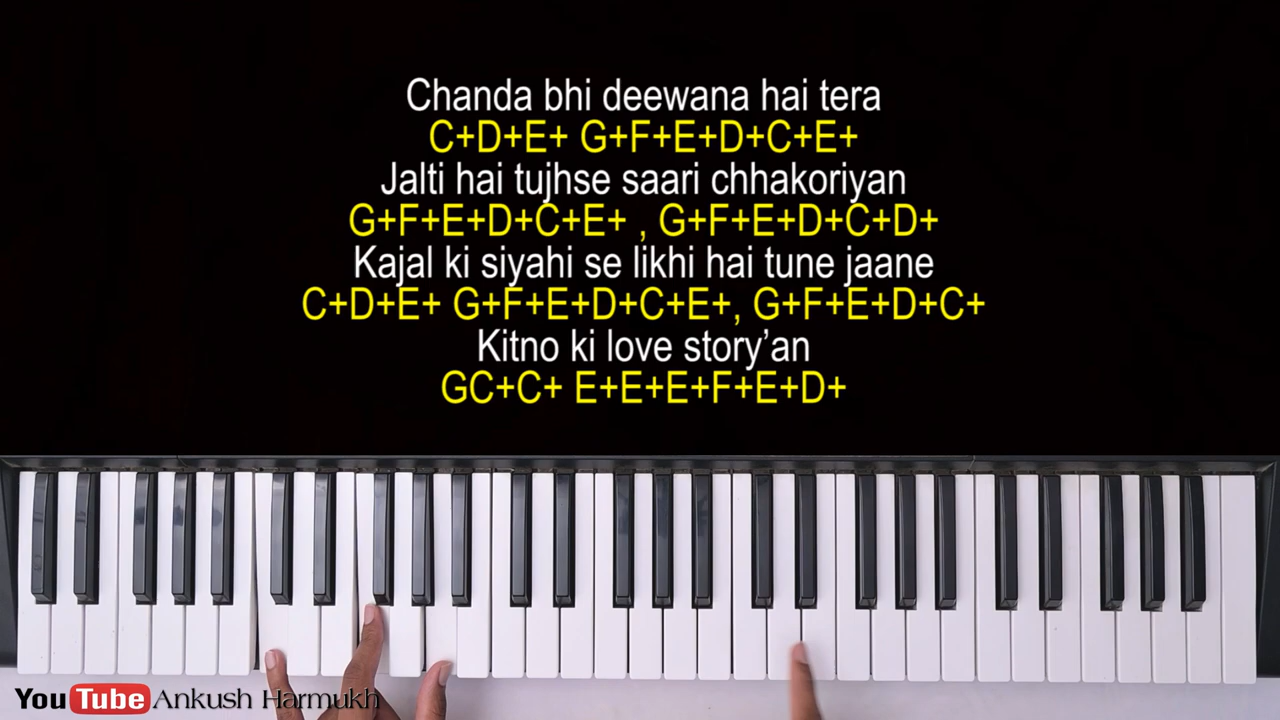 Chanda bhi deewana hai tera
C+D+E+ G+F+E+D+C+E+
Jalti hai tujhse saari chhakoriyan
G+F+E+D+C+E+ , G+F+E+D+C+D+
Kajal ki siyahi se likhi hai tune jaane
C+D+E+ G+F+E+D+C+E+, G+F+E+D+C+
Kitno ki love story’an
GC+C+ E+E+E+F+E+D+
YouTube Ankush Harmukh